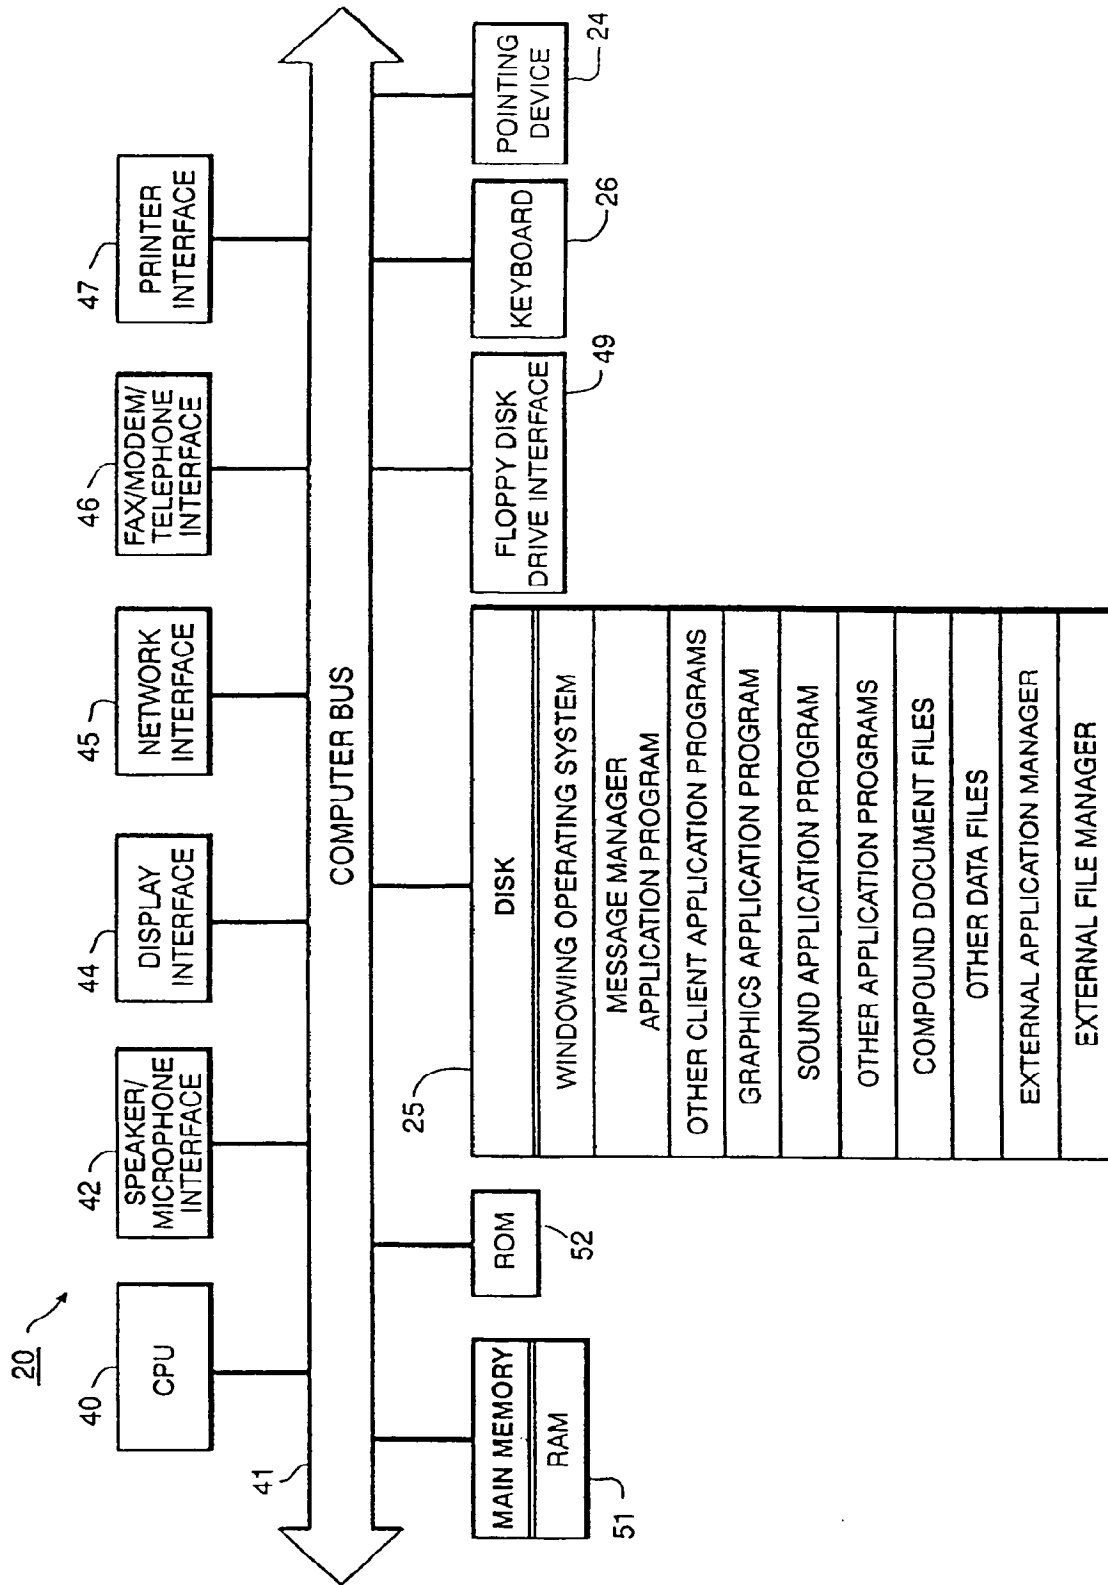 20
40
CPU
42
SPEAKER/
MICROPHONE
INTERFACE
44
DISPLAY
INTERFACE
45
NETWORK
INTERFACE
46
FAX/MODEM/
TELEPHONE
INTERFACE
47
PRINTER
INTERFACE
41
COMPUTER BUS
MAIN MEMORY
RAM
51
ROM
52
25
DISK
WINDOWING OPERATING SYSTEM
MESSAGE MANAGER
APPLICATION PROGRAM
OTHER CLIENT APPLICATION PROGRAMS
GRAPHICS APPLICATION PROGRAM
SOUND APPLICATION PROGRAM
OTHER APPLICATION PROGRAMS
COMPOUND DOCUMENT FILES
OTHER DATA FILES
EXTERNAL APPLICATION MANAGER
EXTERNAL FILE MANAGER
FLOPPY DISK
DRIVE INTERFACE
49
KEYBOARD
26
POINTING
DEVICE
24